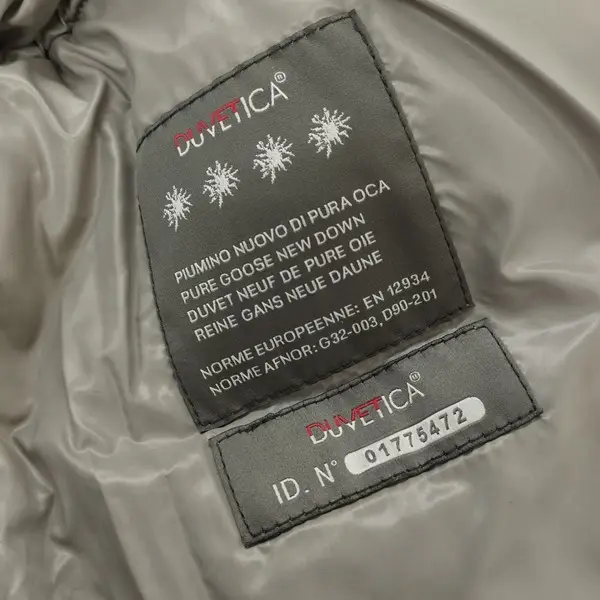 DUVETICA®
PIUMINO NUOVO DI PURA OCA
PURE GOOSE NEW DOWN
DUVET NEUF DE PURE OIE
REINE GANS NEUE DAUNE
NORME EUROPEENNE: EN 12934
NORME AFNOR: G32-003, D90-201
DUVETICA®
ID. N° 01775472